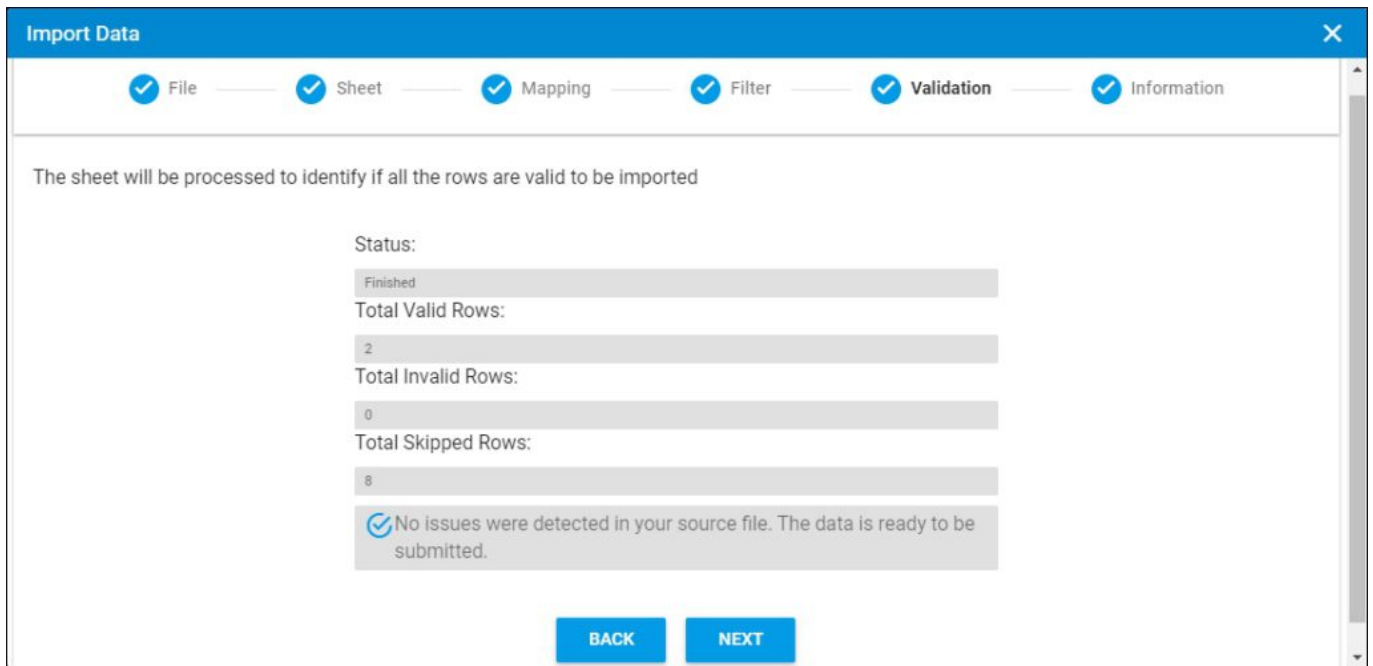 Import Data
File Sheet Mapping Filter Validation Information
The sheet will be processed to identify if all the rows are valid to be imported
Status:
Finished
Total Valid Rows:
2
Total Invalid Rows:
0
Total Skipped Rows:
8
No issues were detected in your source file. The data is ready to be
submitted.
BACK NEXT